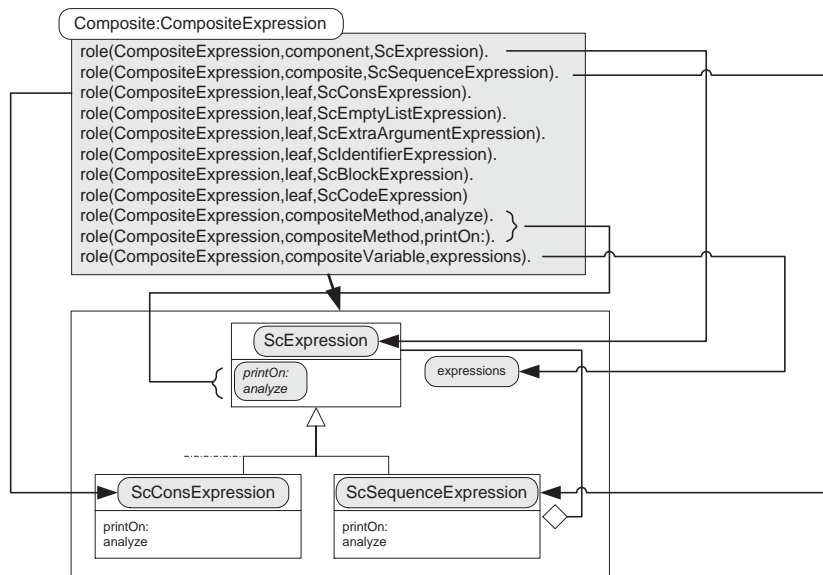 Composite:CompositeExpression
role(CompositeExpression,component,ScExpression).
role(CompositeExpression,composite,ScSequenceExpression).
role(CompositeExpression,leaf,ScConsExpression).
role(CompositeExpression,leaf,ScEmptyListExpression).
role(CompositeExpression,leaf,ScExtraArgumentExpression).
role(CompositeExpression,leaf,ScIdentifierExpression).
role(CompositeExpression,leaf,ScBlockExpression).
role(CompositeExpression,leaf,ScCodeExpression)
role(CompositeExpression,compositeMethod,analyze).
role(CompositeExpression,compositeMethod,printOn:).
role(CompositeExpression,compositeVariable,expressions).
ScExpression
printOn:
analyze
expressions
ScConsExpression
printOn:
analyze
ScSequenceExpression
printOn:
analyze